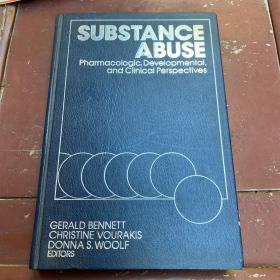 SUBSTANCE
ABUSE
Pharmacologic, Developmental,
and Clinical Perspectives
GERALD BENNETT
CHRISTINE VOURAKIS
DONNA S. WOOLF
EDITORS